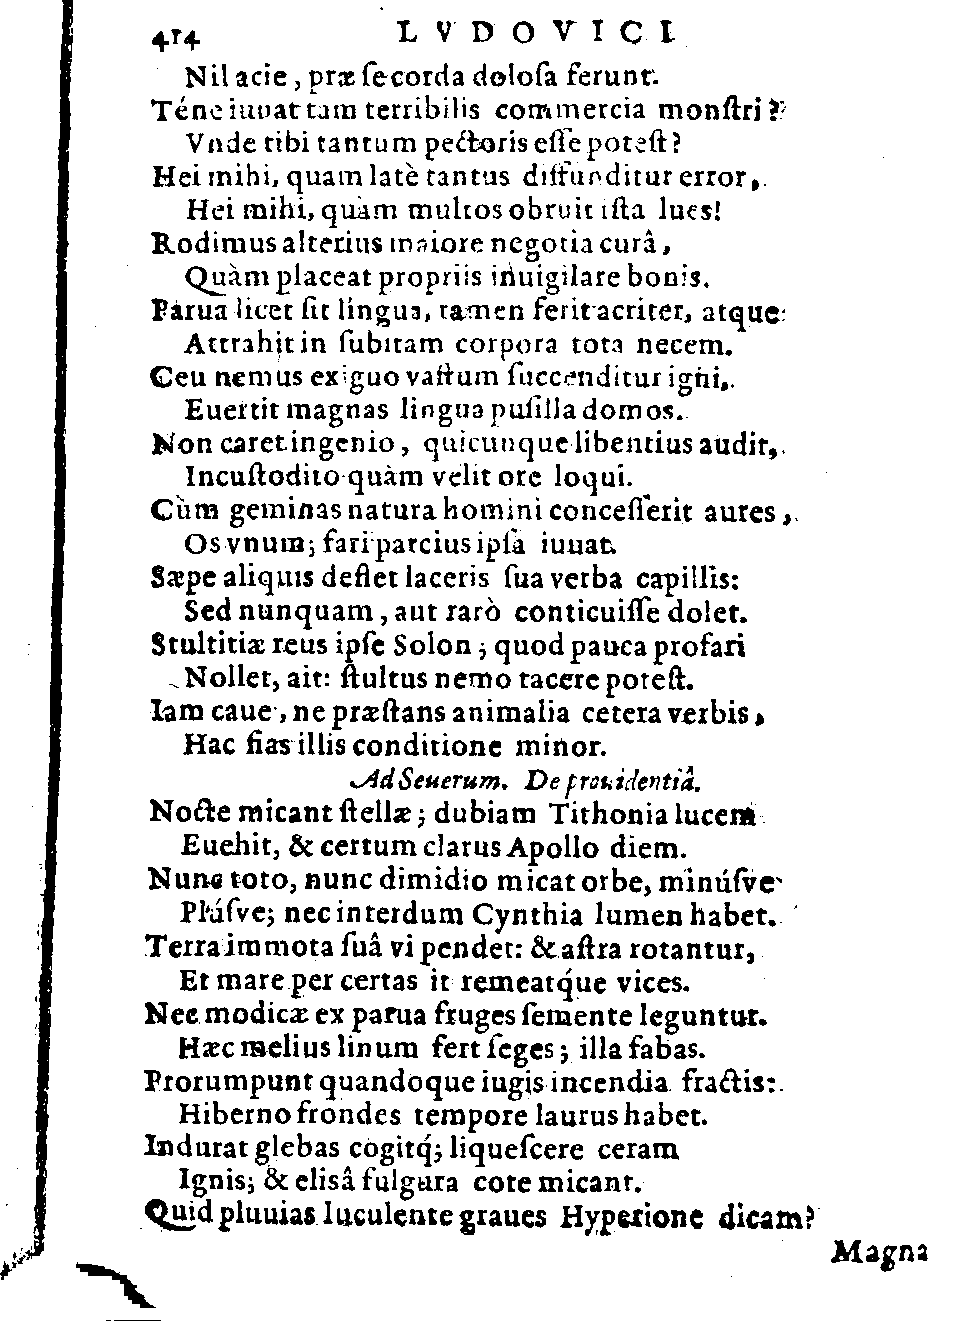 414 LVDOVICI
Nil acie, præ ſecorda doloſa ferunt.
Téne iuuat tam terribilis commercia monſtri?
Vnde tibi tantum pectoris eſſe poteſt?
Hei mihi, quam latè tantus diffunditur error,
Hei mihi, quàm multos obruit iſta lues!
Rodimus alterius maiore negotia curâ,
Quàm placeat propriis inuigilare bonis.
Parua licet ſit lingua, tamen ferit acriter, atque
Attrahit in ſubitam corpora tota necem.
Ceu nemus exiguo vaſtum ſuccenditur igni,
Euertit magnas lingua puſilla domos.
Non caret ingenio, quicunque libentius audit,
Incuſtodito quàm velit ore loqui.
Cùm geminas natura homini conceſſerit aures,
Os vnum; fari parcius ipſa iuuat.
Sæpe aliquis deflet laceris ſua verba capillis:
Sed nunquam, aut rarò conticuiſſe dolet.
Stultitiæ reus ipſe Solon; quod pauca profari
Nollet, ait: ſtultus nemo tacere poteſt.
Iam caue, ne præſtans animalia cetera verbis,
Hac fias illis conditione minor.
Ad Seuerum. De prouidentiâ.
Nocte micant ſtellæ; dubiam Tithonia lucem
Euehit, & certum clarus Apollo diem.
Nunc toto, nunc dimidio micat orbe, minúſve
Plúſve; nec interdum Cynthia lumen habet.
Terra immota ſuâ vi pendet: & aſtra rotantur,
Et mare per certas it remeatq́ue vices.
Nec modicæ ex parua fruges ſemente leguntur.
Hæc melius linum fert ſeges; illa fabas.
Prorumpunt quandoque iugis incendia fractis:
Hiberno frondes tempore laurus habet.
Indurat glebas cogitq́; liqueſcere ceram
Ignis; & elisâ fulgura cote micant.
Quid pluuias luculente graues Hyperione dicam?
Magna